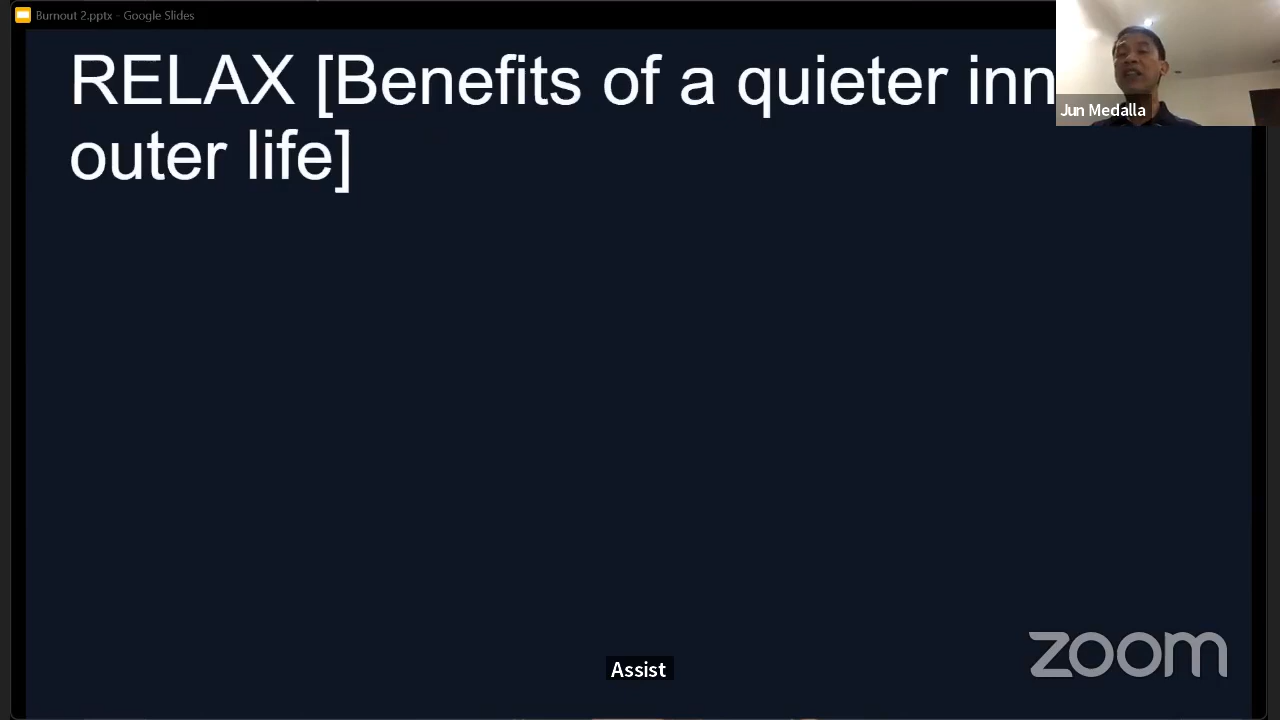 Burnout 2.pptx - Google Slides
RELAX [Benefits of a quieter inn
outer life]
Jun Medalla
Assist
zoom